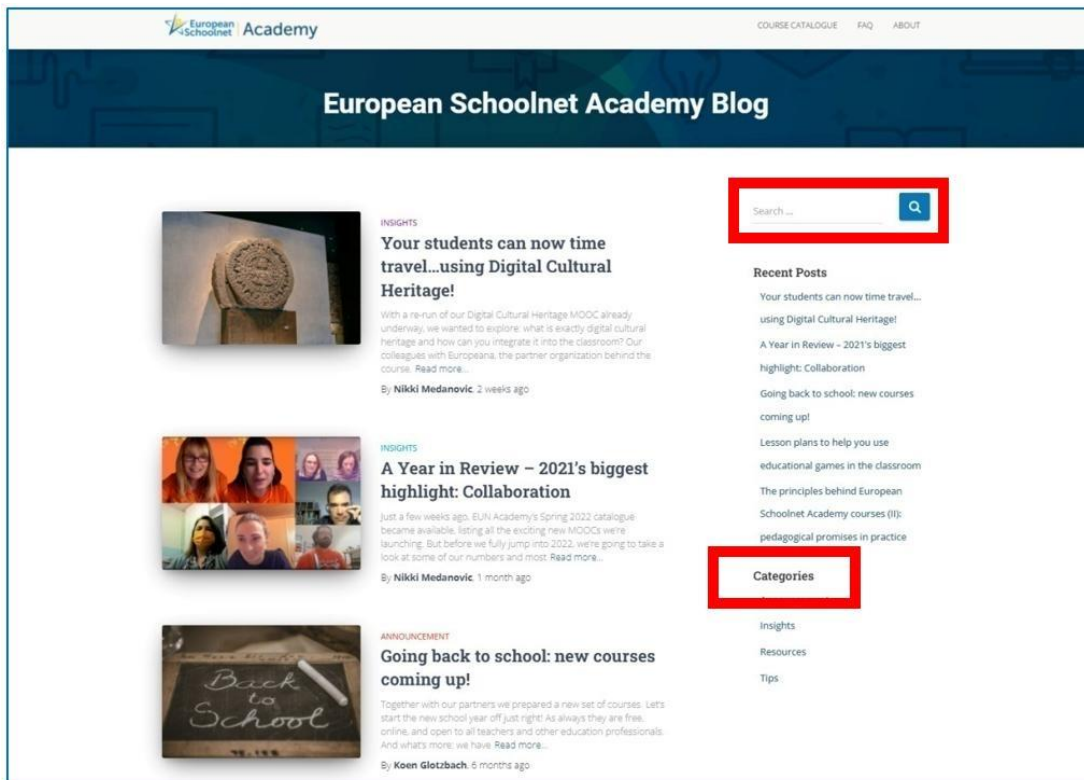 European
Schoolnet
Academy
COURSE CATALOGUE FAQ ABOUT
European Schoolnet Academy Blog
INSIGHTS
Your students can now time
travel...using Digital Cultural
Heritage!
With a re-run of our Digital Cultural Heritage MOOC already
underway, we wanted to explore: what is exactly digital cultural
heritage and how can you integrate it into the classroom? Our
colleagues with Europeana, the partner organization behind the
course, Read more...
By Nikki Medanovic, 2 weeks ago
INSIGHTS
A Year in Review – 2021's biggest
highlight: Collaboration
Just a few weeks ago, EUN Academy's Spring 2022 catalogue
became available, listing all the exciting new MOOCs we're
launching. But before we fully jump into 2022, we're going to take a
look at some of our numbers and most Read more...
By Nikki Medanovic, 1 month ago
Back
to
School
ANNOUNCEMENT
Going back to school: new courses
coming up!
Together with our partners we prepared a new set of courses. Let's
start the new school year off just right! As always they are free,
online, and open to all teachers and other education professionals.
And what's more: we have Read more...
By Koen Glotzbach, 6 months ago
Search ...
Recent Posts
Your students can now time travel...
using Digital Cultural Heritage!
A Year in Review – 2021's biggest
highlight: Collaboration
Going back to school: new courses
coming up!
Lesson plans to help you use
educational games in the classroom
The principles behind European
Schoolnet Academy courses (II):
pedagogical promises in practice
Categories
Insights
Resources
Tips